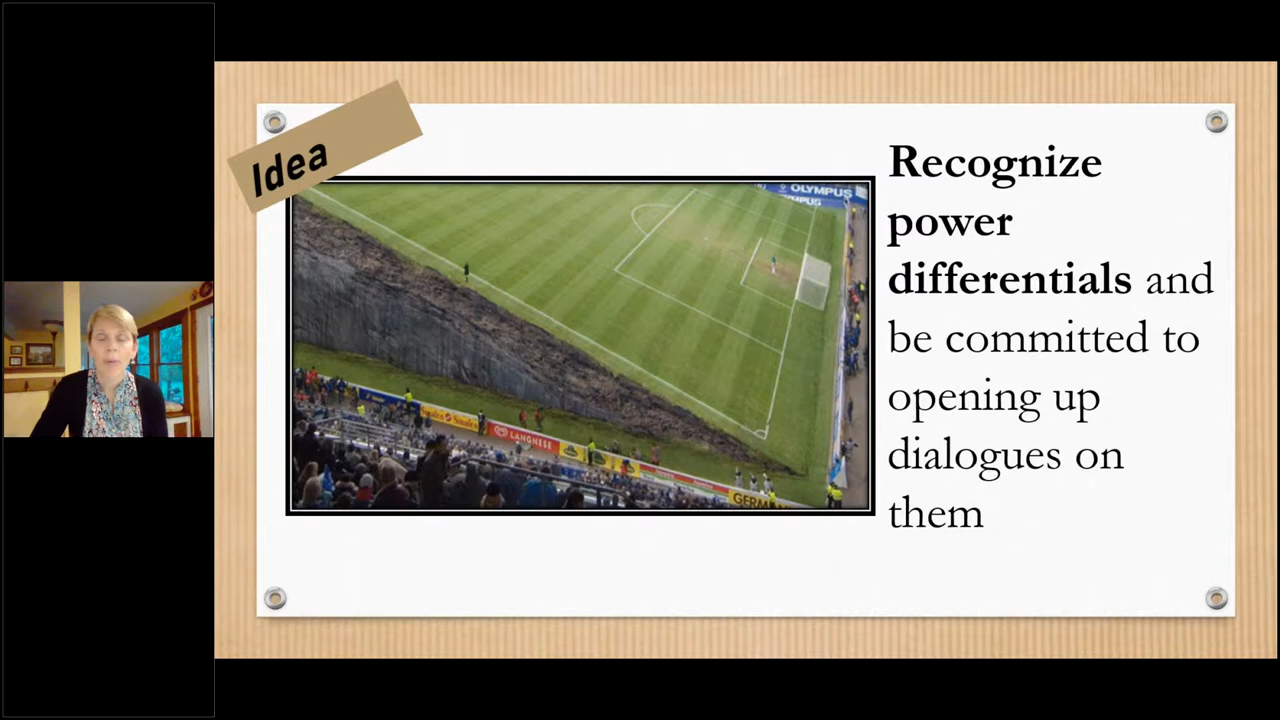 Idea
OLYMPUS
LANGNESE
Recognize
power
differentials and
be committed to
opening up
dialogues on
them